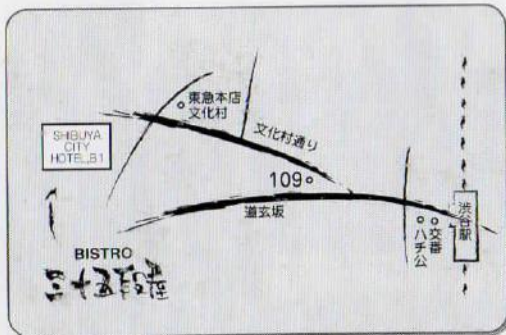 東急本店
文化村
文化村通り
SHIBUYA
CITY
HOTEL,B1
109
道玄坂
渋谷駅
交番
ハチ公
BISTRO